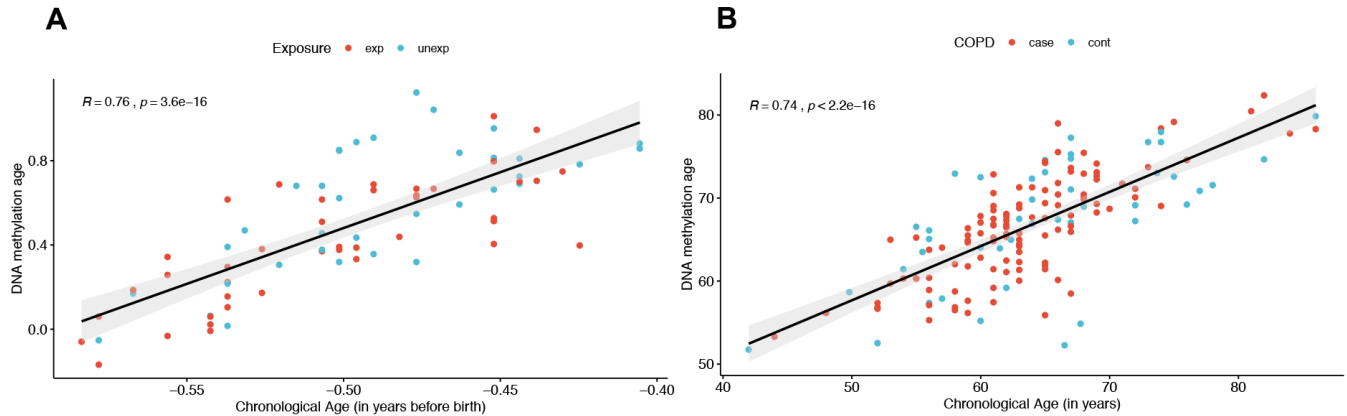 A
Exposure exp unexp
R = 0.76 , p = 3.6e−16
DNA methylation age
0.8
0.4
0.0
−0.55 −0.50 −0.45 −0.40
Chronological Age (in years before birth)
B
COPD case cont
R = 0.74 , p < 2.2e−16
DNA methylation age
80
70
60
50
40 50 60 70 80
Chronological Age (in years)